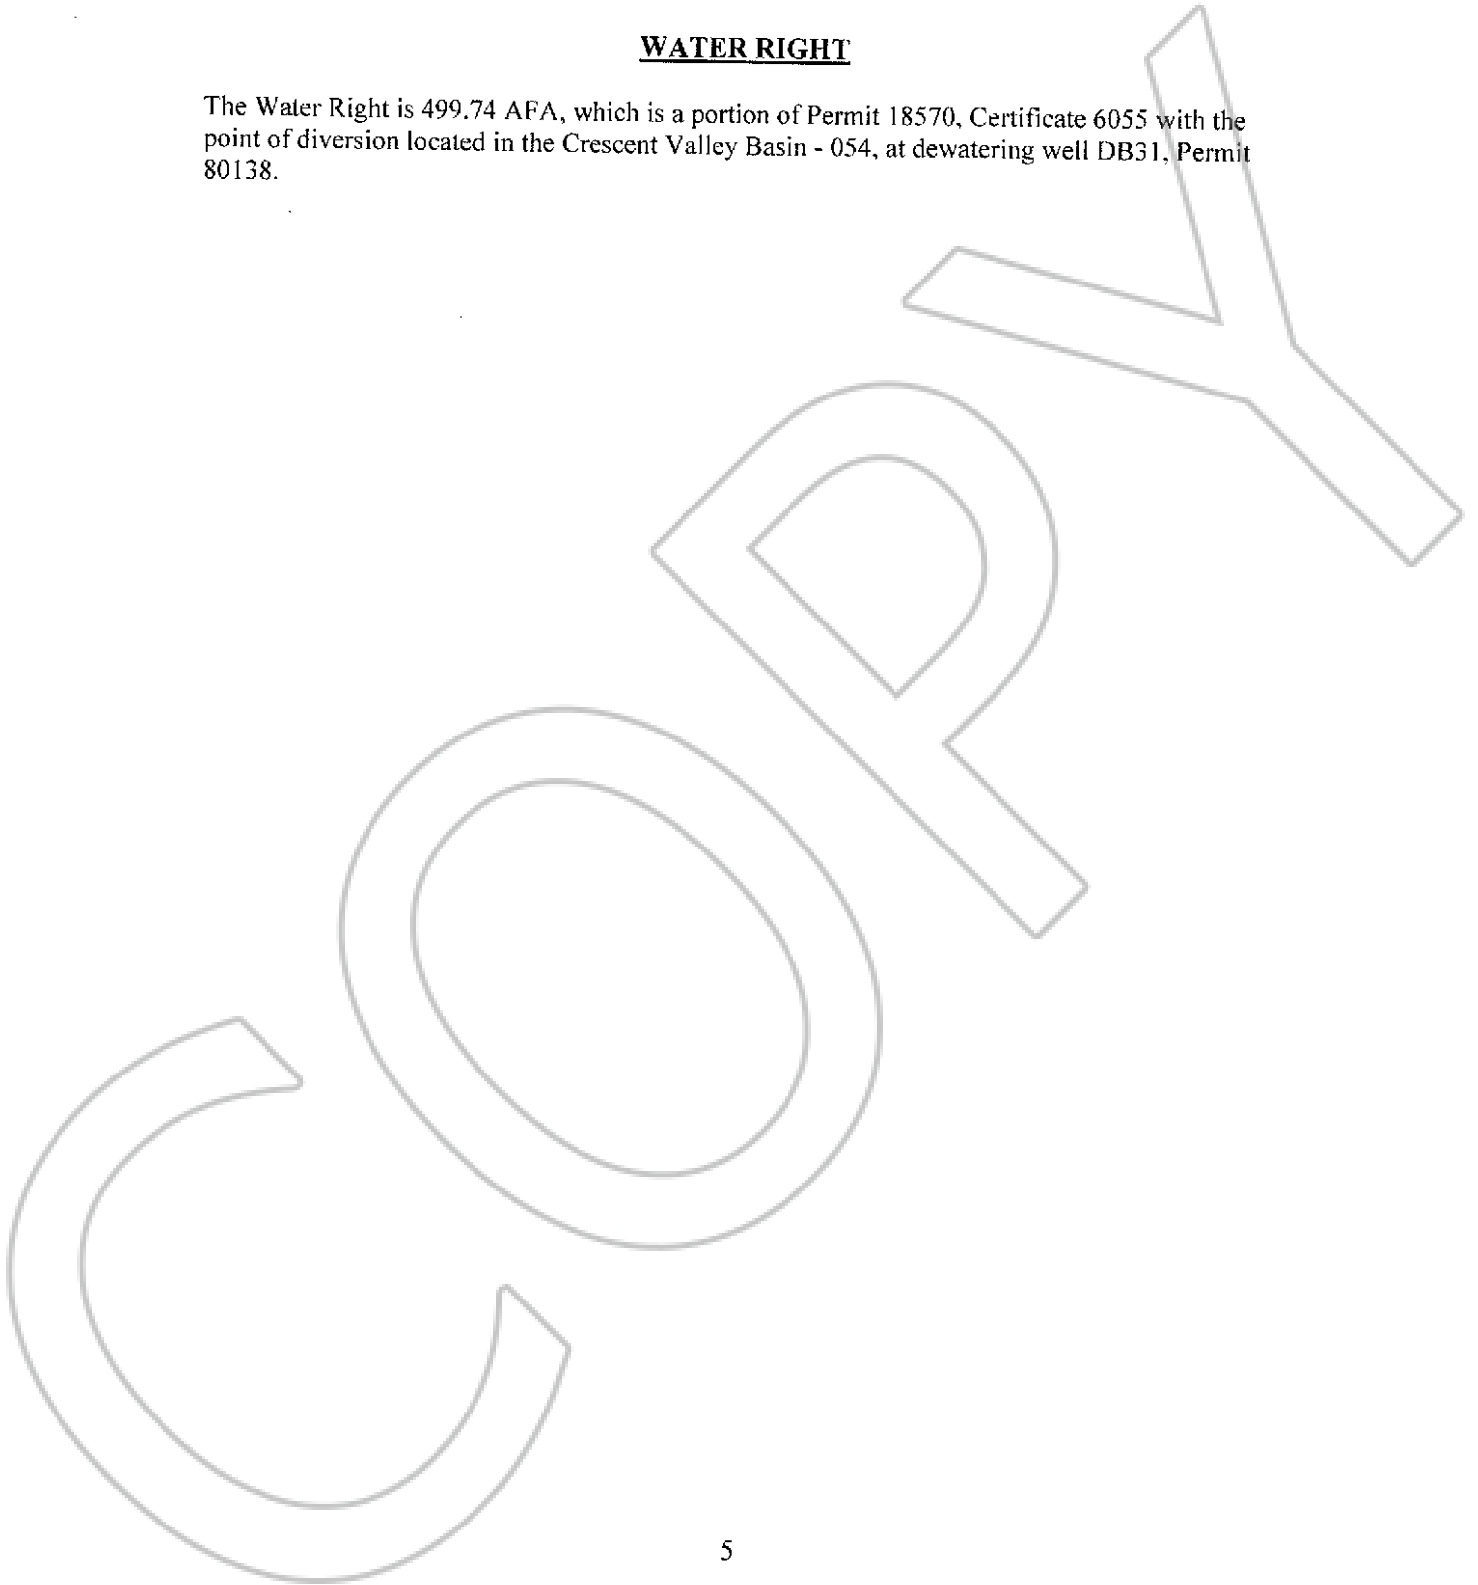 WATER RIGHT
The Water Right is 499.74 AFA, which is a portion of Permit 18570, Certificate 6055 with the
point of diversion located in the Crescent Valley Basin - 054, at dewatering well DB31, Permit
80138.
COPY
5